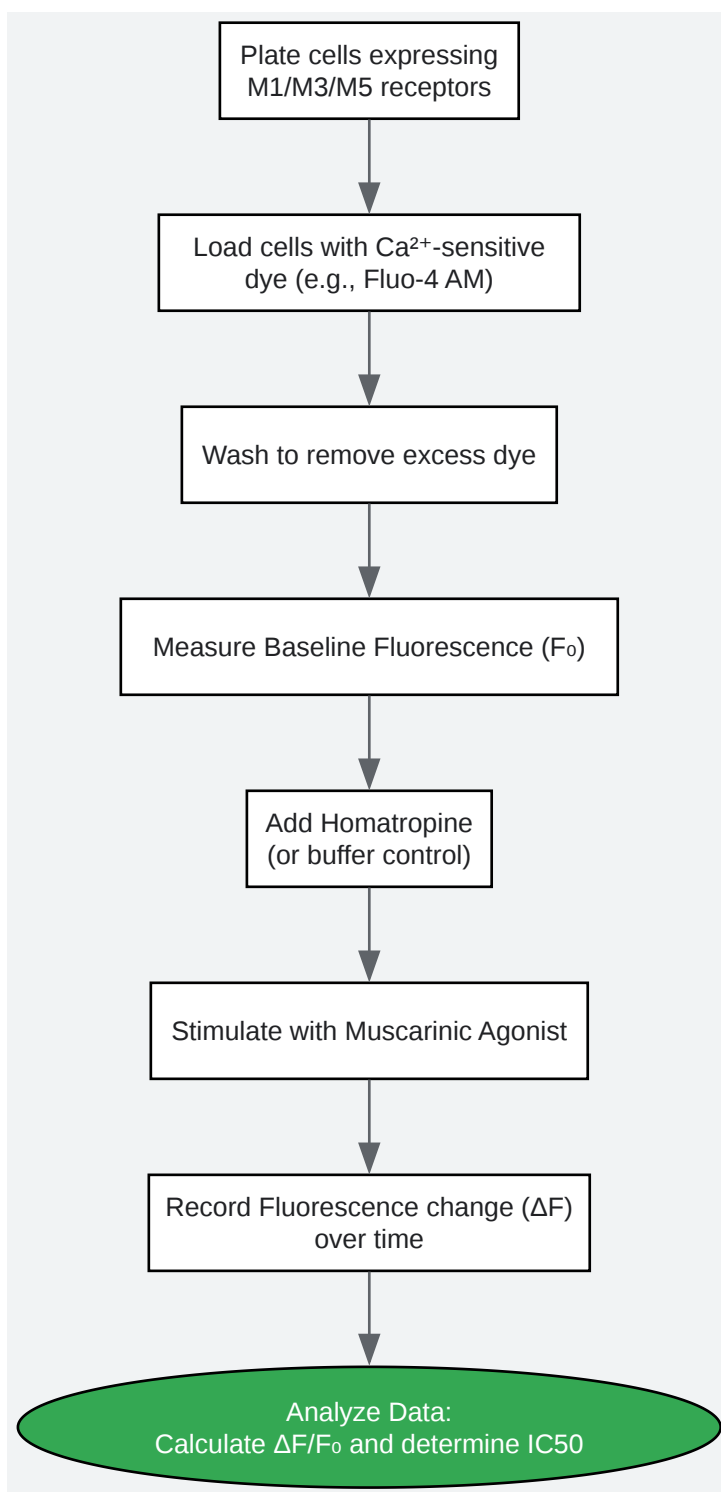 Plate cells expressing
M1/M3/M5 receptors
Load cells with Ca²⁺-sensitive
dye (e.g., Fluo-4 AM)
Wash to remove excess dye
Measure Baseline Fluorescence (F₀)
Add Homatropine
(or buffer control)
Stimulate with Muscarinic Agonist
Record Fluorescence change (ΔF)
over time
Analyze Data:
Calculate ΔF/F₀ and determine IC50